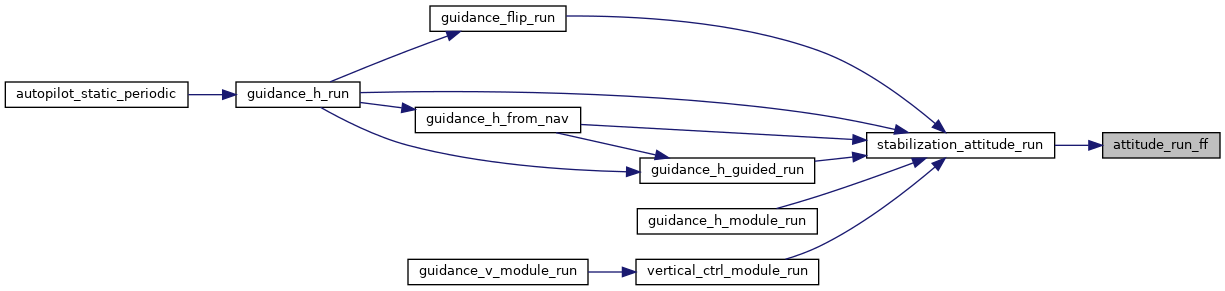 guidance_flip_run
autopilot_static_periodic
guidance_h_run
guidance_h_from_nav
stabilization_attitude_run
attitude_run_ff
guidance_h_guided_run
guidance_h_module_run
guidance_v_module_run
vertical_ctrl_module_run